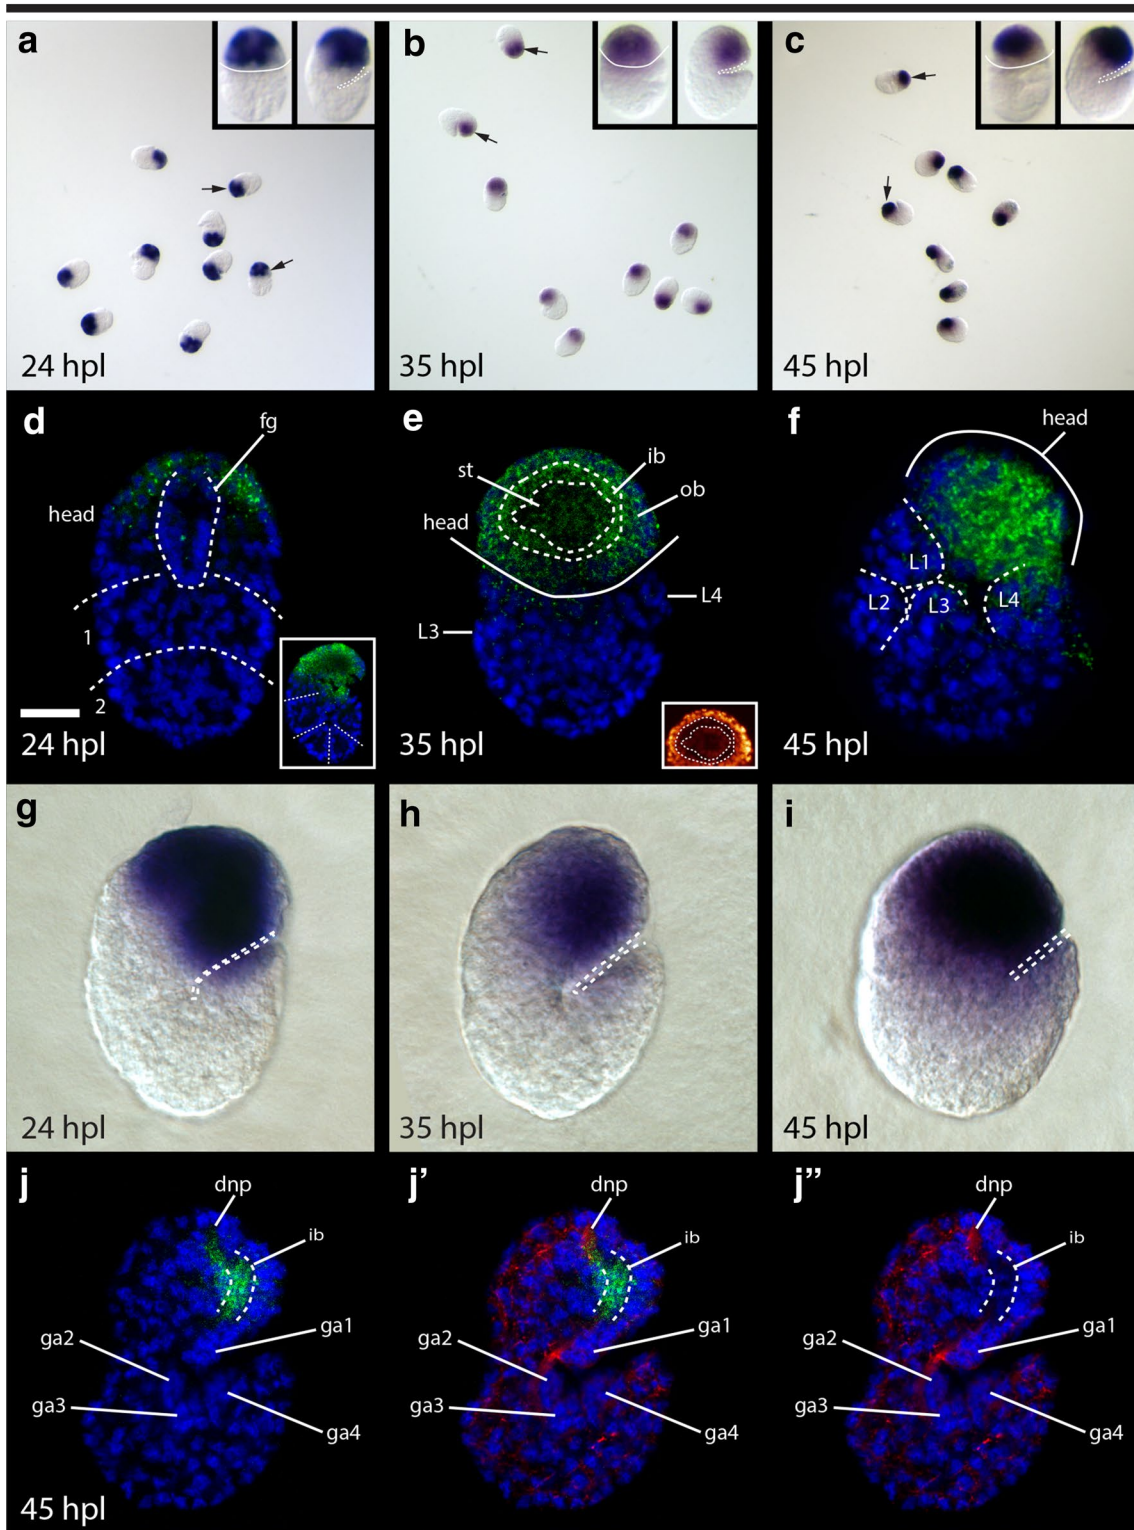 a
24 hpl
b
35 hpl
c
45 hpl
d
fg
head
1
2
24 hpl
e
st
ib
ob
head
L4
L3
35 hpl
f
head
L1
L2
L3
L4
45 hpl
g
24 hpl
h
35 hpl
i
45 hpl
j
dnp
ib
ga2
ga1
ga3
ga4
45 hpl
j’
dnp
ib
ga2
ga1
ga3
ga4
j”
dnp
ib
ga2
ga1
ga3
ga4